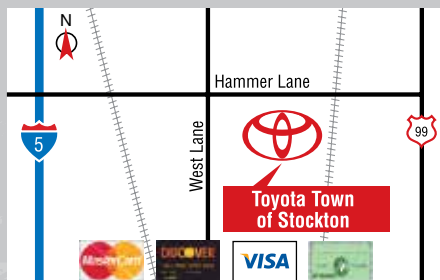 N
Hammer Lane
5
West Lane
99
Toyota Town
of Stockton
MasterCard
DISCOVER
VISA